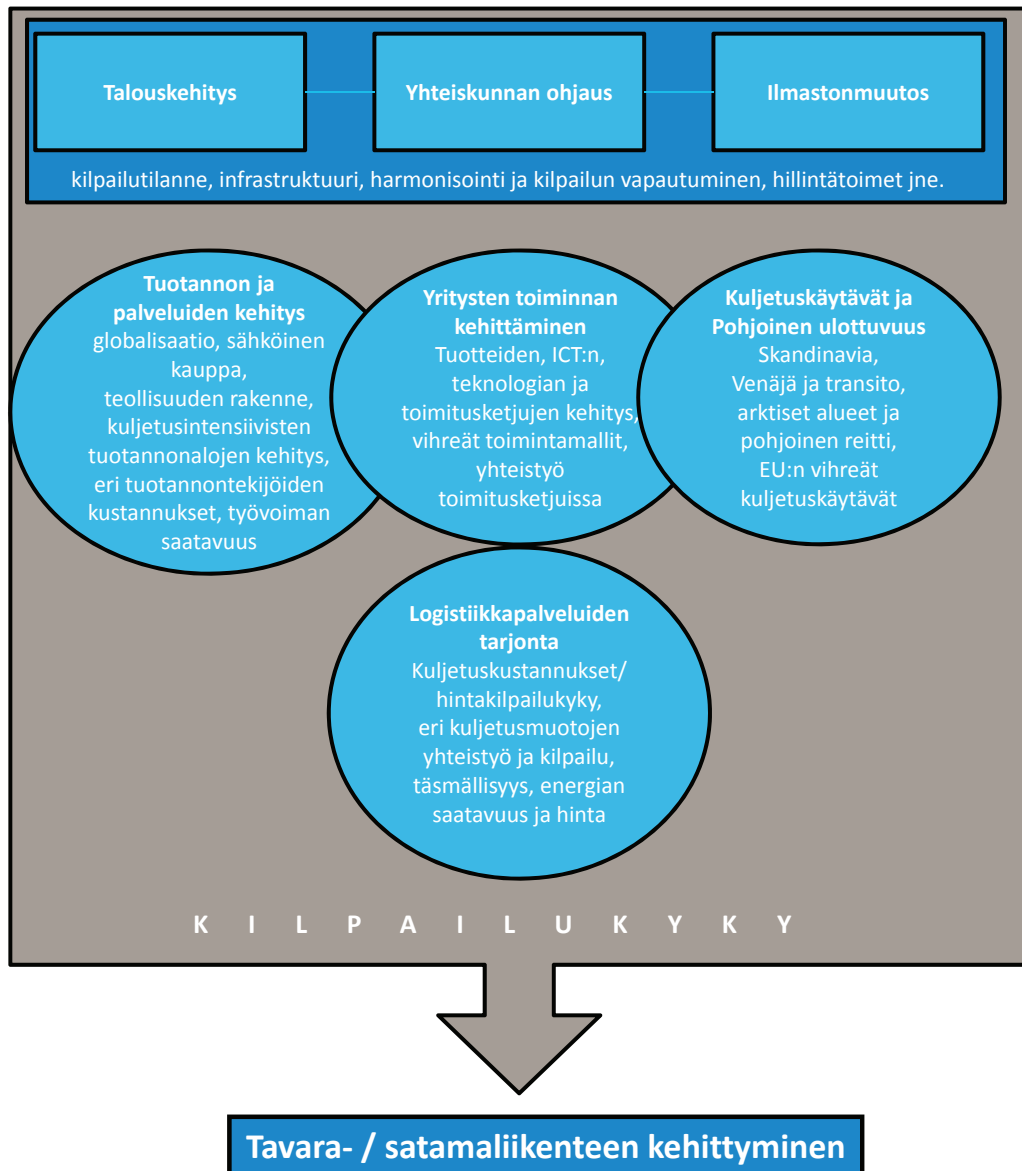 Talouskehitys
Yhteiskunnan ohjaus
Ilmastonmuutos
kilpailutilanne, infrastruktuuri, harmonisointi ja kilpailun vapautuminen, hillintätoimet jne.
Tuotannon ja
palveluiden kehitys
globalisaatio, sähköinen
kauppa,
teollisuuden rakenne,
kuljetusintensiivisten
tuotannonalojen kehitys,
eri tuotannontekijöiden
kustannukset, työvoiman
saatavuus
Yritysten toiminnan
kehittäminen
Tuotteiden, ICT:n,
teknologian ja
toimitusketjujen kehitys,
vihreät toimintamallit,
yhteistyö
toimitusketjuissa
Kuljetuskäytävät ja
Pohjoinen ulottuvuus
Skandinavia,
Venäjä ja transito,
arktiset alueet ja
pohjoinen reitti,
EU:n vihreät
kuljetuskäytävät
Logistiikkapalveluiden
tarjonta
Kuljetuskustannukset/
hintakilpailukyky,
eri kuljetusmuotojen
yhteistyö ja kilpailu,
täsmällisyys, energian
saatavuus ja hinta
K I L P A I L U K Y K Y
Tavara- / satamaliikenteen kehittyminen